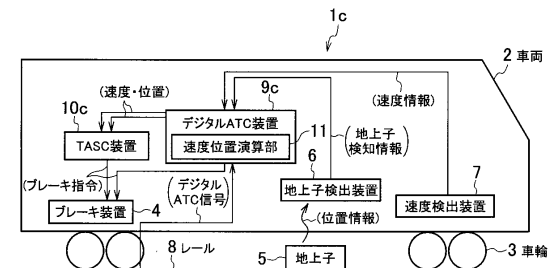 1c
2 車両
9c
(速度・位置)
(速度情報)
10c
デジタルATC装置
11
速度位置演算部
TASC装置
(地上子
検知情報)
6
7
(ブレーキ指令)
(デジタル
ATC信号)
地上子検出装置
速度検出装置
ブレーキ装置
4
(位置情報)
8 レール
5
地上子
3 車輪